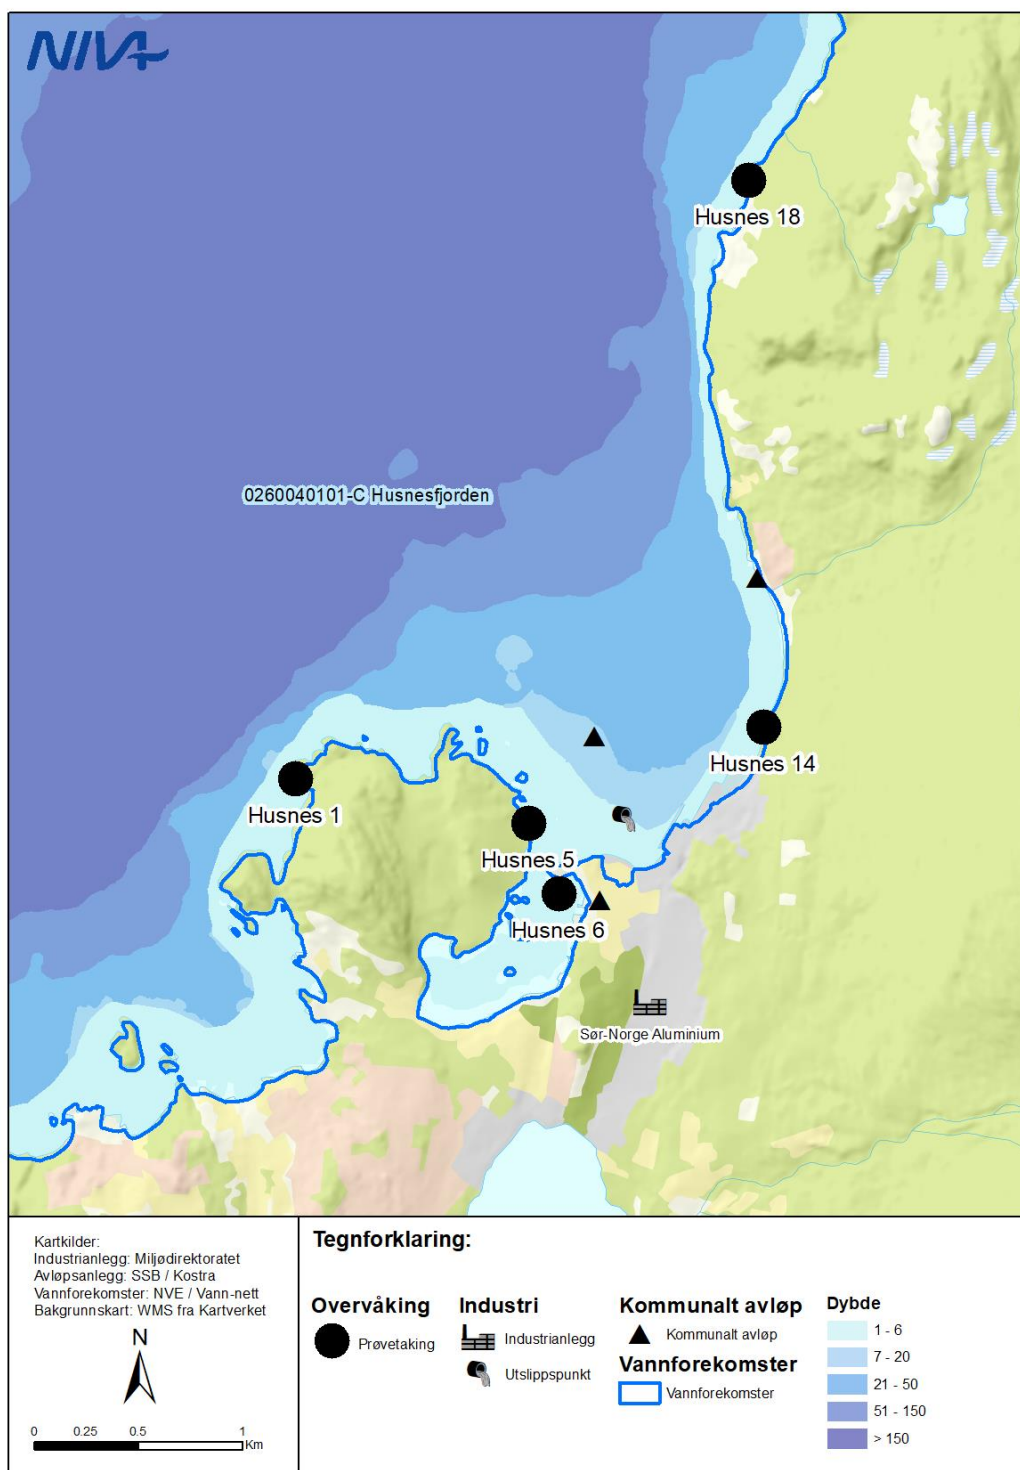 NIVA
Husnes 18
0260040101-C Husnesfjorden
Husnes 14
Husnes 1
Husnes 5
Husnes 6
Sør-Norge Aluminium
Kartkilder:
Industrianlegg: Miljødirektoratet
Avløpsanlegg: SSB / Kostra
Vannforekomster: NVE / Vann-nett
Bakgrunnskart: WMS fra Kartverket
N
0 0.25 0.5 1
Km
Tegnforklaring:
Overvåking
Prøvetaking
Industri
Industrianlegg
Utslippspunkt
Kommunalt avløp
Kommunalt avløp
Vannforekomster
Vannforekomster
Dybde
1 - 6
7 - 20
21 - 50
51 - 150
> 150